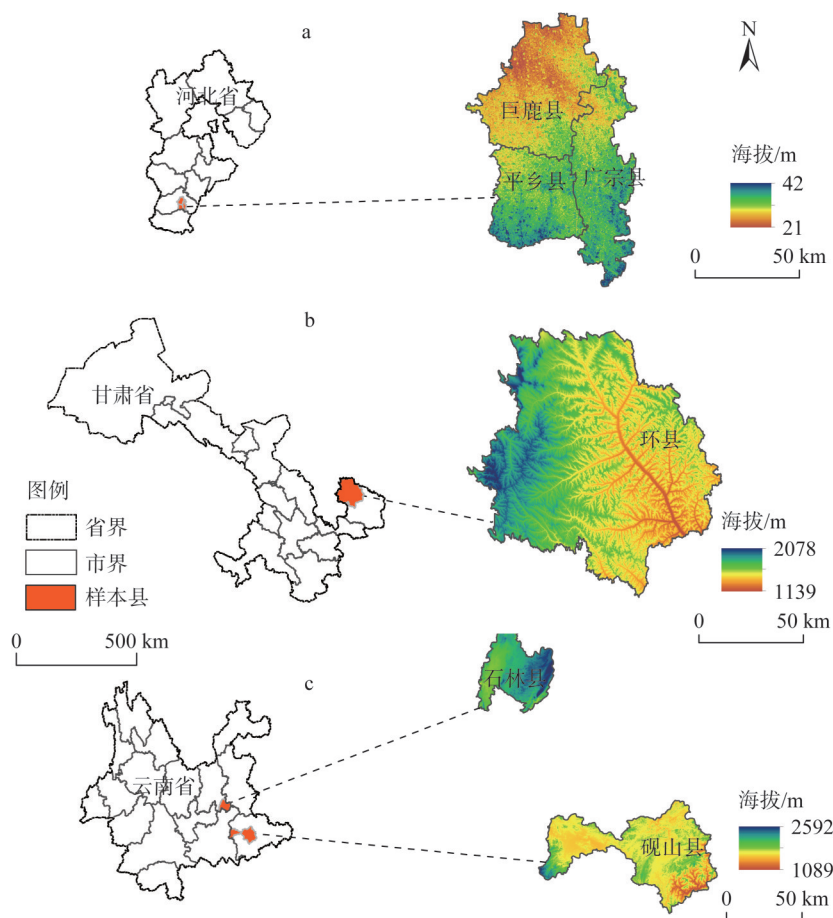 a
N
河北省
巨鹿县
平乡县
广宗县
海拔/m
42
21
0 50 km
b
甘肃省
环县
图例
省界
市界
样本县
0 500 km
海拔/m
2078
1139
0 50 km
c
石林县
云南省
砚山县
海拔/m
2592
1089
0 50 km